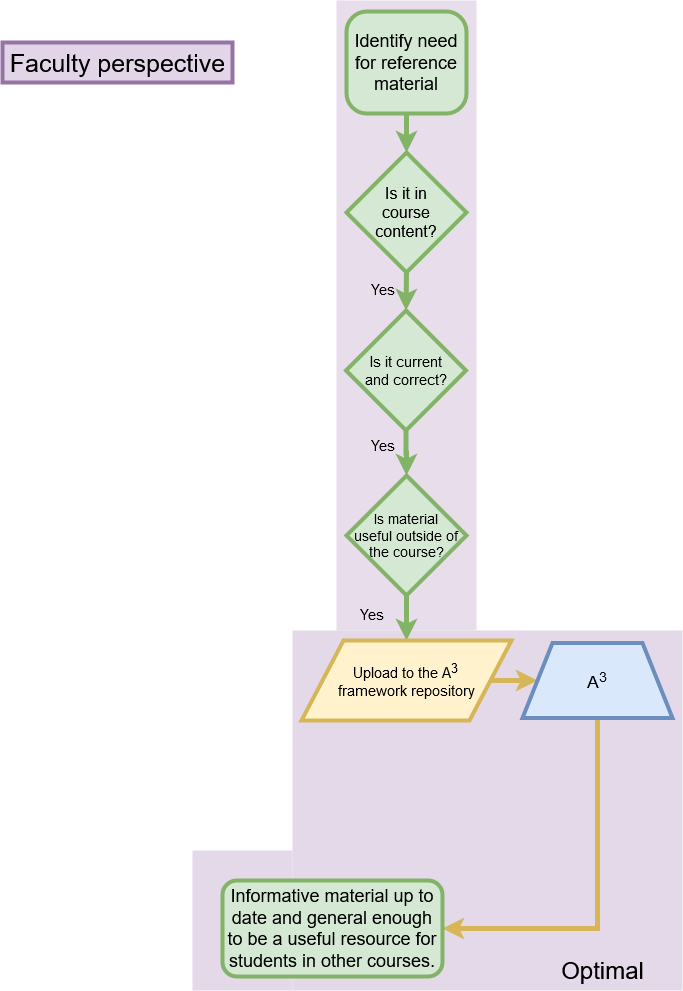 Identify need
for reference
material
Faculty perspective
Is it in
course
content?
Yes
Is it current
and correct?
Yes
Is material
useful outside of
the course?
Yes
Upload to the A³
framework repository
A³
Informative material up to
date and general enough
to be a useful resource for
students in other courses.
Optimal